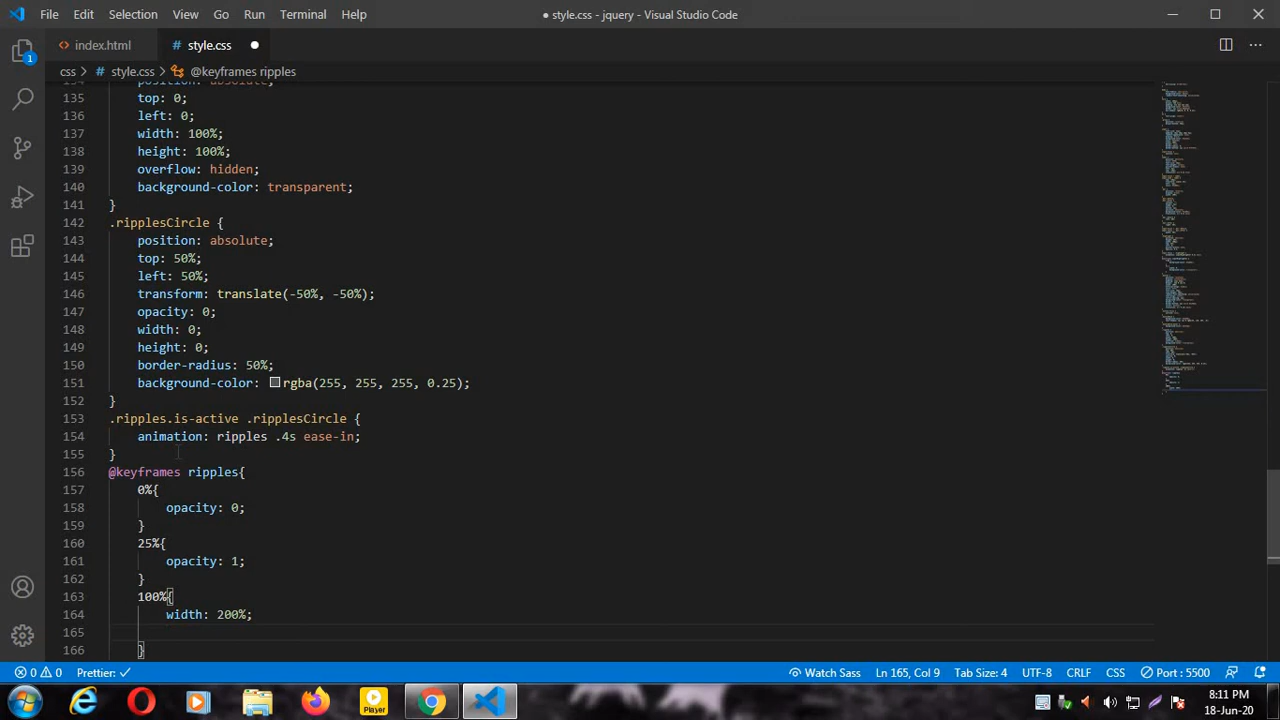 File Edit Selection View Go Run Terminal Help
● style.css - jquery - Visual Studio Code
<> index.html
# style.css ●
css > # style.css > @keyframes ripples
135 top: 0;
136 left: 0;
137 width: 100%;
138 height: 100%;
139 overflow: hidden;
140 background-color: transparent;
141 }
142 .ripplesCircle {
143 position: absolute;
144 top: 50%;
145 left: 50%;
146 transform: translate(-50%, -50%);
147 opacity: 0;
148 width: 0;
149 height: 0;
150 border-radius: 50%;
151 background-color: rgba(255, 255, 255, 0.25);
152 }
153 .ripples.is-active .ripplesCircle {
154 animation: ripples .4s ease-in;
155 }
156 @keyframes ripples{
157 0%{
158 opacity: 0;
159 }
160 25%{
161 opacity: 1;
162 }
163 100%{
164 width: 200%;
165
166 }
1
0 0 Prettier: ✓ Watch Sass Ln 165, Col 9 Tab Size: 4 UTF-8 CRLF CSS Port : 5500
Player
8:11 PM
18-Jun-20